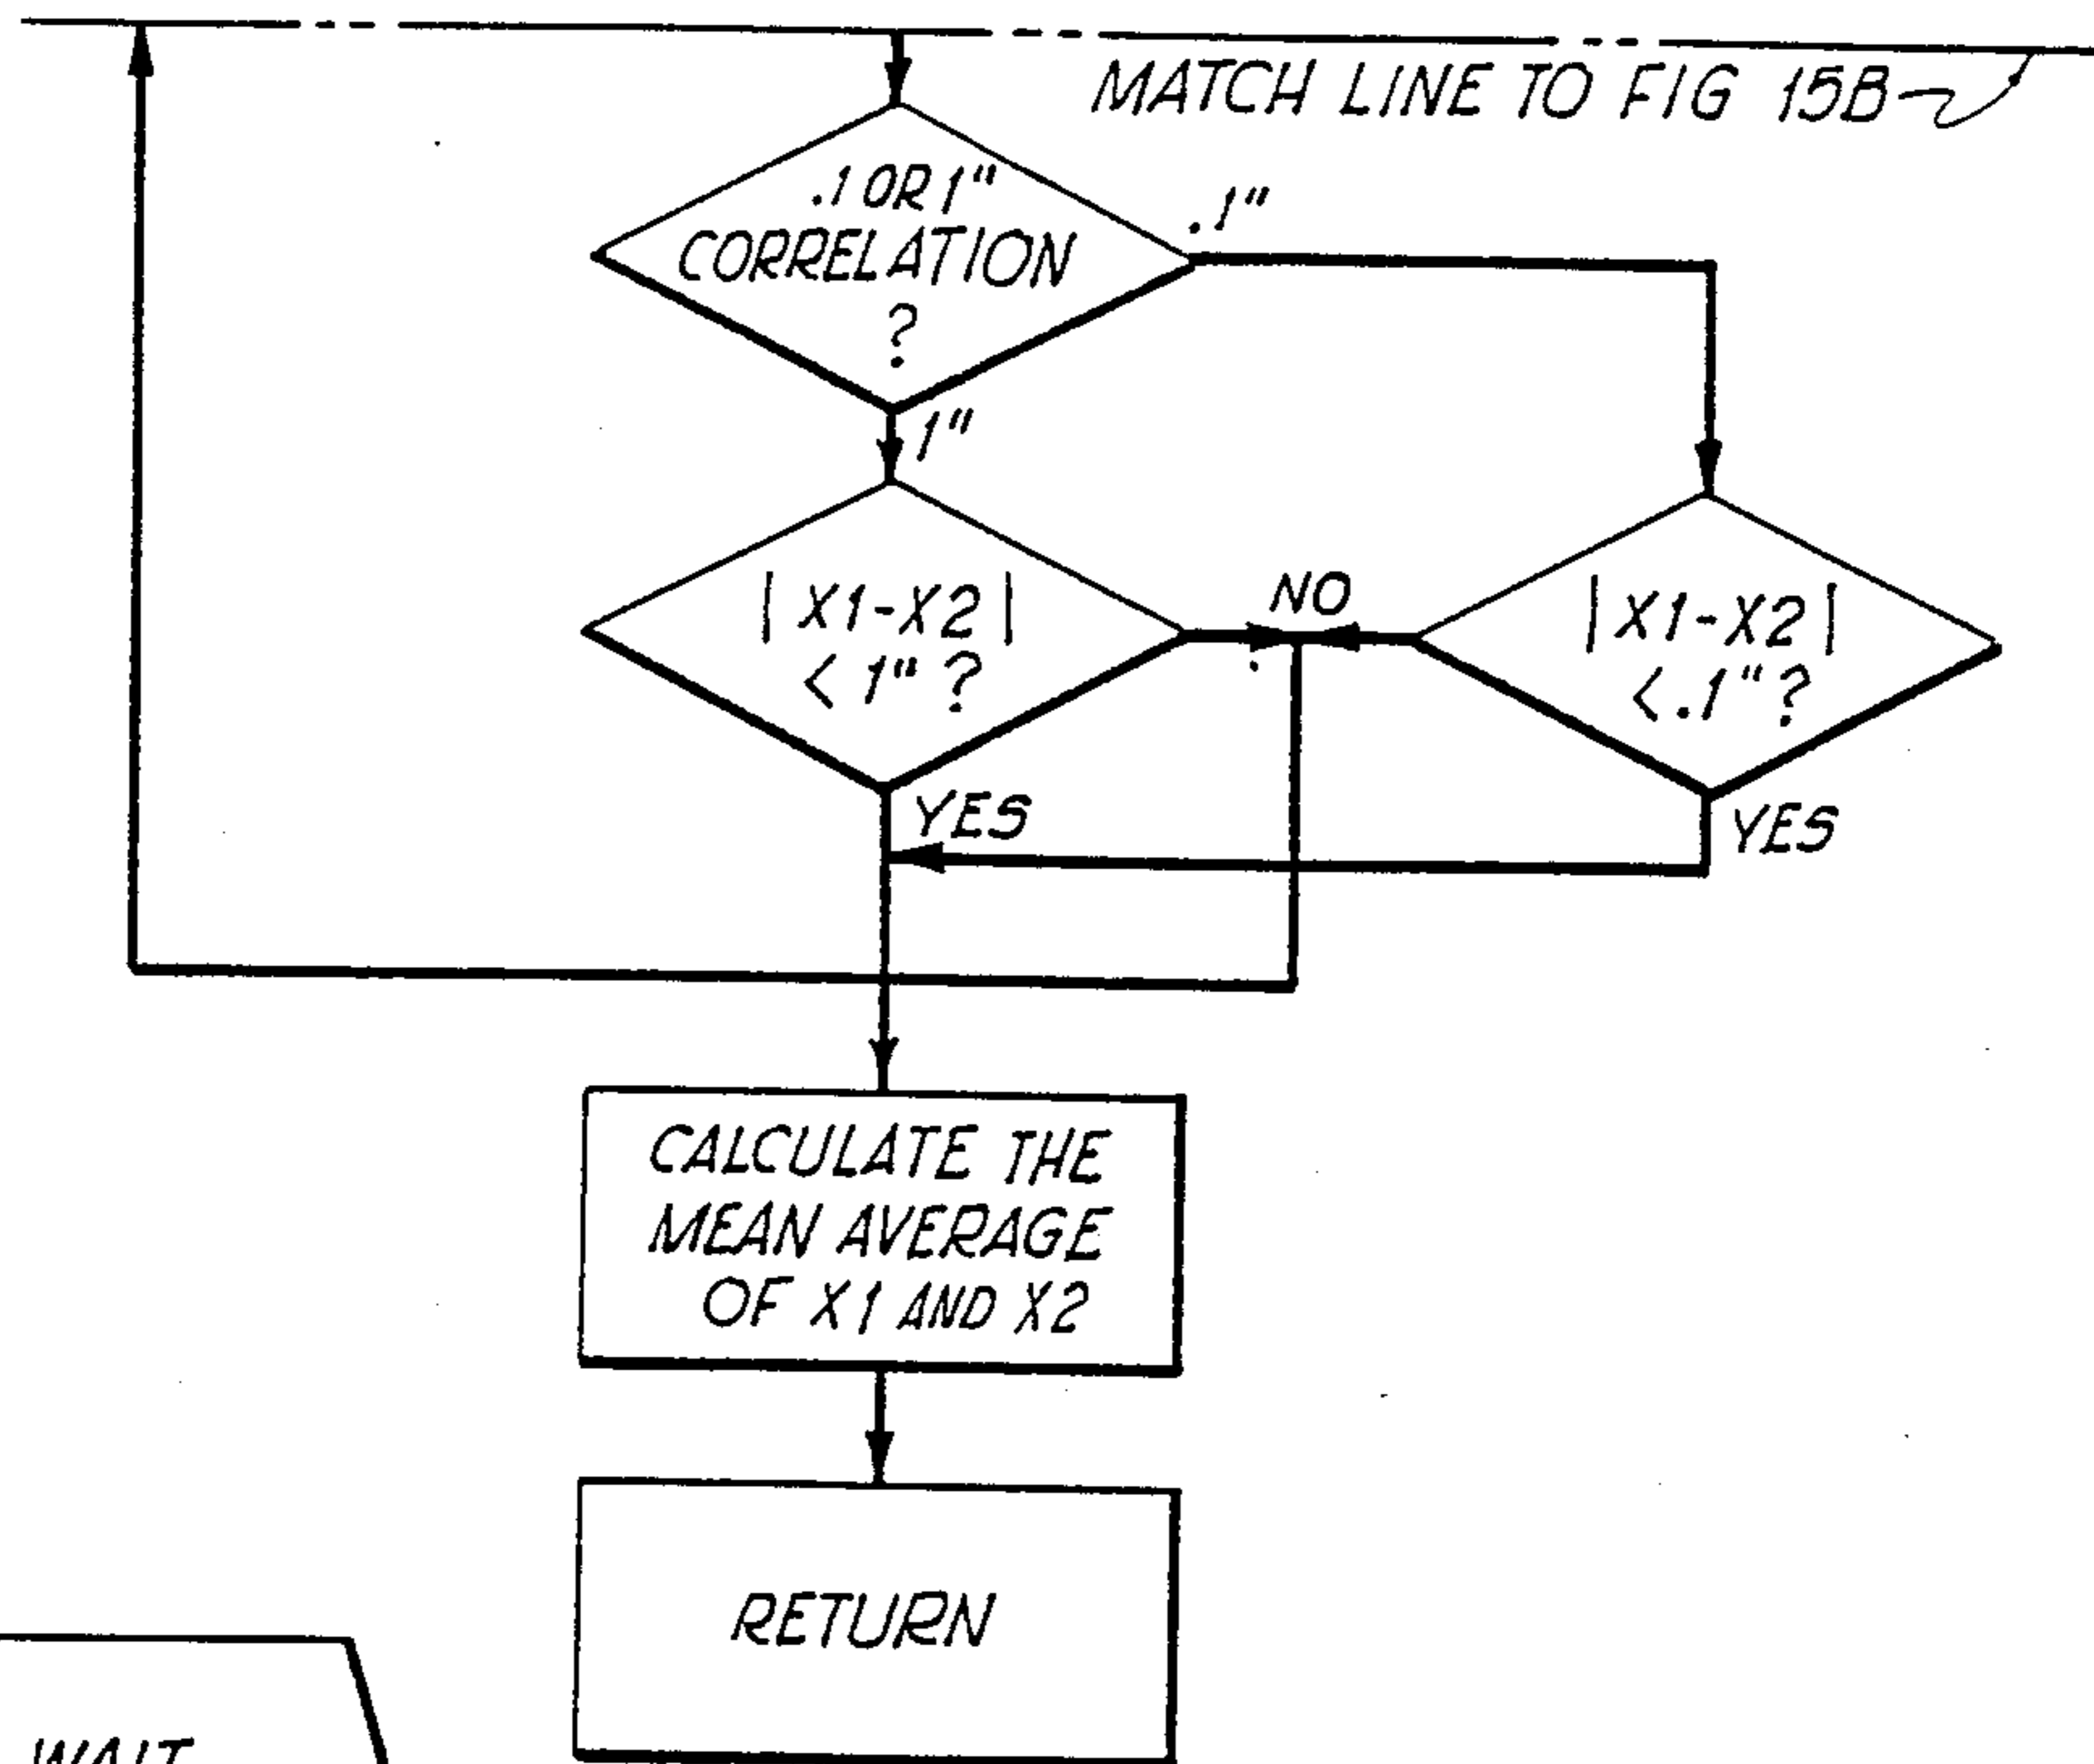 MATCH LINE TO FIG 15B
.1 OR 1"
CORRELATION
?
.1"
1"
| X1-X2 |
< 1" ?
NO
| X1-X2 |
< .1" ?
YES
YES
CALCULATE THE
MEAN AVERAGE
OF X1 AND X2
RETURN
WAIT